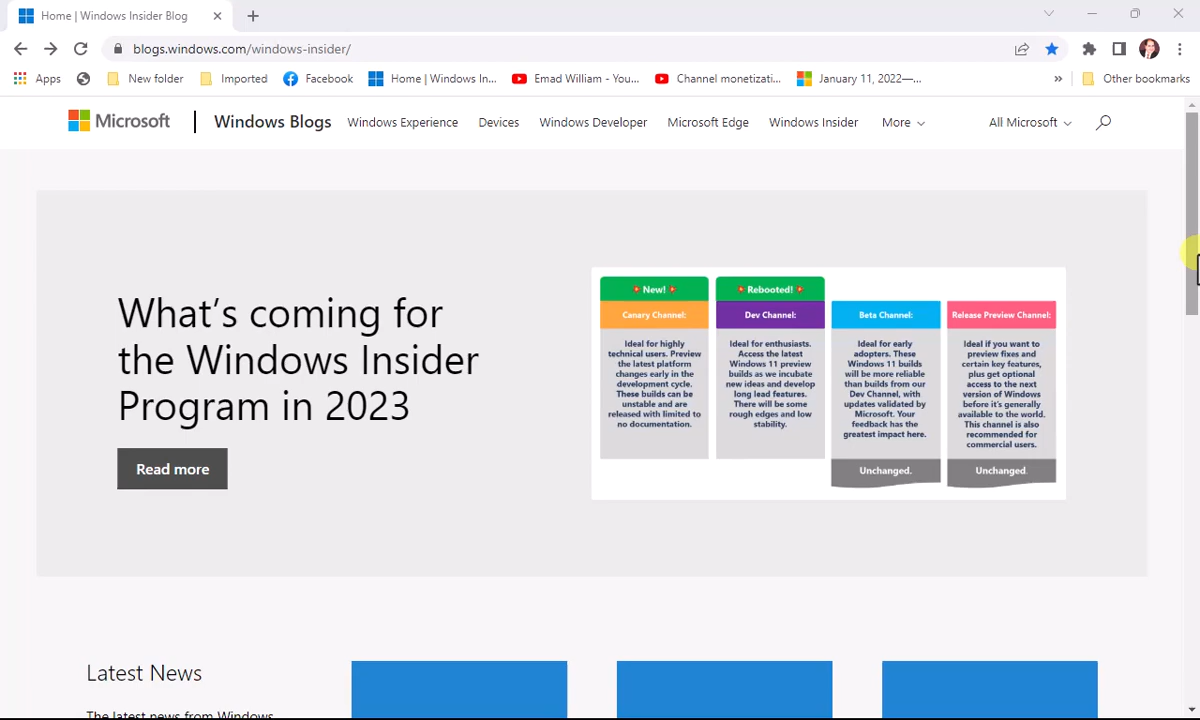 Home | Windows Insider Blog
blogs.windows.com/windows-insider/
Apps
New folder
Imported
Facebook
Home | Windows In...
Emad William - You...
Channel monetizati...
January 11, 2022—...
»
Other bookmarks
Microsoft
Windows Blogs
Windows Experience
Devices
Windows Developer
Microsoft Edge
Windows Insider
More
All Microsoft
What's coming for
the Windows Insider
Program in 2023
Read more
New!
Canary Channel:
Ideal for highly
technical users. Preview
the latest platform
changes early in the
development cycle.
These builds can be
unstable and are
released with limited to
no documentation.
Rebooted!
Dev Channel:
Ideal for enthusiasts.
Access the latest
Windows 11 preview
builds as we incubate
new ideas and develop
long lead features.
There will be some
rough edges and low
stability.
Beta Channel:
Ideal for early
adopters. These
Windows 11 builds
will be more reliable
than builds from our
Dev Channel, with
updates validated by
Microsoft. Your
feedback has the
greatest impact here.
Unchanged.
Release Preview Channel:
Ideal if you want to
preview fixes and
certain key features,
plus get optional
access to the next
version of Windows
before it's generally
available to the world.
This channel is also
recommended for
commercial users.
Unchanged.
Latest News
The latest news from Windows